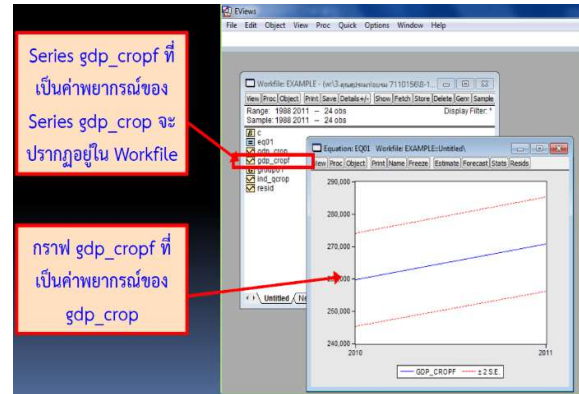 Series gdp_cropf ที่
เป็นค่าพยากรณ์ของ
Series gdp_crop จะ
ปรากฏอยู่ใน Workfile
กราฟ gdp_cropf ที่
เป็นค่าพยากรณ์ของ
gdp_crop
EViews
File Edit Object View Proc Quick Options Window Help
Workfile: EXAMPLE
View Proc Object Print Save Details+/- Show Fetch Store Delete Genr Sample
Range: 1988 2011 -- 24 obs Display Filter: *
Sample: 1988 2011 -- 24 obs
c
eq01
gdp_crop
gdp_cropf
group01
ind_qcrop
resid
Untitled
Equation: EQ01 Workfile: EXAMPLE::Untitled\
View Proc Object Print Name Freeze Estimate Forecast Stats Resids
290,000
280,000
270,000
260,000
250,000
240,000
2010 2011
GDP_CROPF ± 2 S.E.